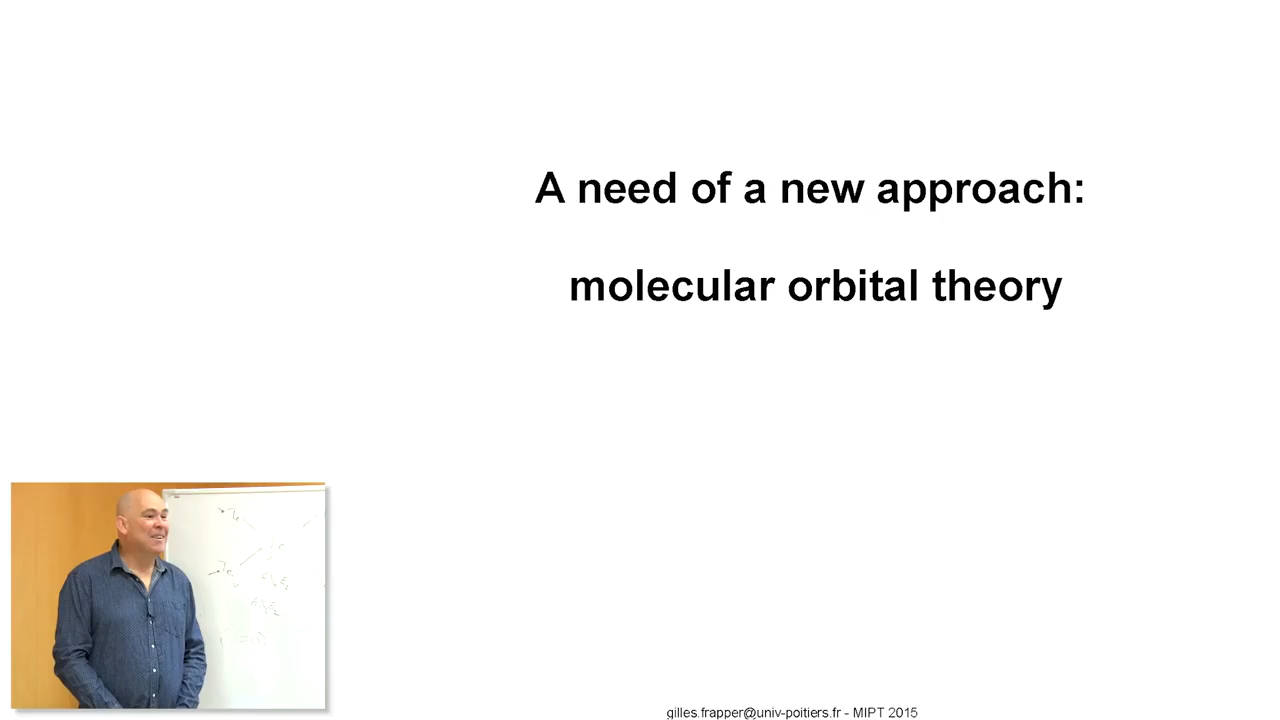 A need of a new approach:
molecular orbital theory
gilles.frapper@univ-poitiers.fr - MIPT 2015